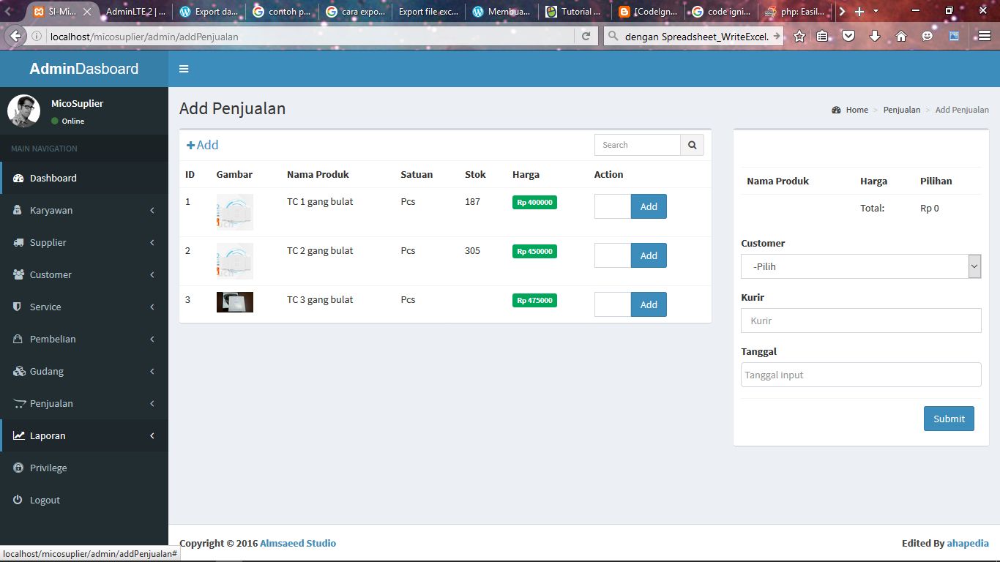 SI-Mi...
AdminLTE 2 | ...
Export da...
contoh p...
cara expo...
Export file exc...
Membua...
Tutorial ...
[CodeIgn...
code igni...
php: Easil...
localhost/micosuplier/admin/addPenjualan
dengan Spreadsheet_WriteExcel.
AdminDasboard
MicoSuplier
Online
MAIN NAVIGATION
Dashboard
Karyawan
Supplier
Customer
Service
Pembelian
Gudang
Penjualan
Laporan
Privilege
Logout
Add Penjualan
Home > Penjualan > Add Penjualan
Add
Search
ID Gambar Nama Produk Satuan Stok Harga Action
1 TC 1 gang bulat Pcs 187 Rp 400000 Add
2 TC 2 gang bulat Pcs 305 Rp 450000 Add
3 TC 3 gang bulat Pcs Rp 475000 Add
Nama Produk Harga Pilihan
Total: Rp 0
Customer
-Pilih
Kurir
Kurir
Tanggal
Tanggal input
Submit
Copyright © 2016 Almsaeed Studio
Edited By ahapedia
localhost/micosuplier/admin/addPenjualan#